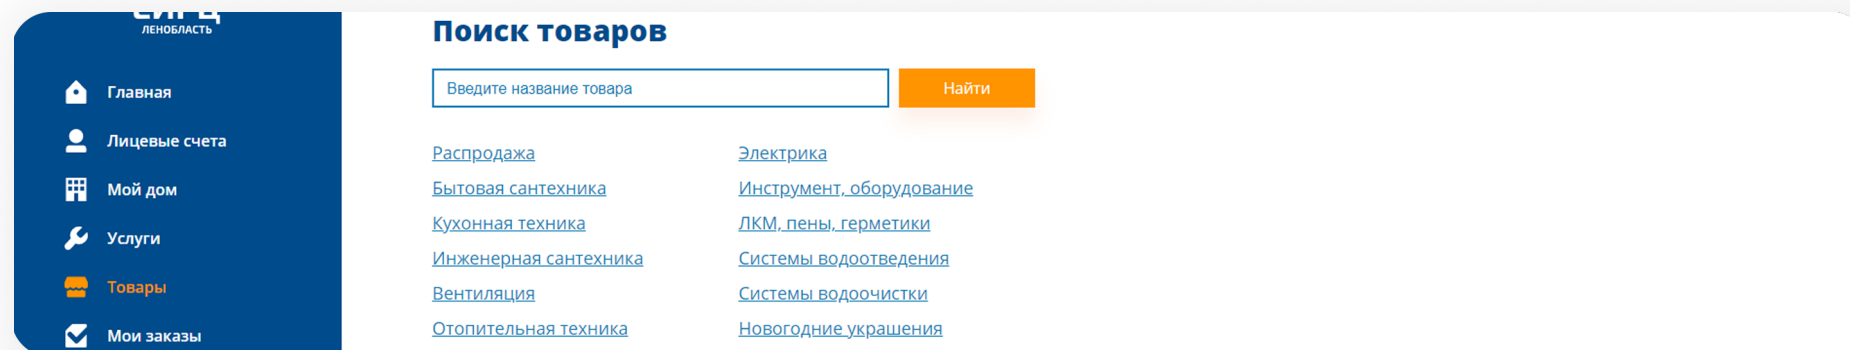 ЛЕНОБЛАСТЬ
Главная
Лицевые счета
Мой дом
Услуги
Товары
Мои заказы
Поиск товаров
Введите название товара
Найти
Распродажа
Бытовая сантехника
Кухонная техника
Инженерная сантехника
Вентиляция
Отопительная техника
Электрика
Инструмент, оборудование
ЛКМ, пены, герметики
Системы водоотведения
Системы водоочистки
Новогодние украшения